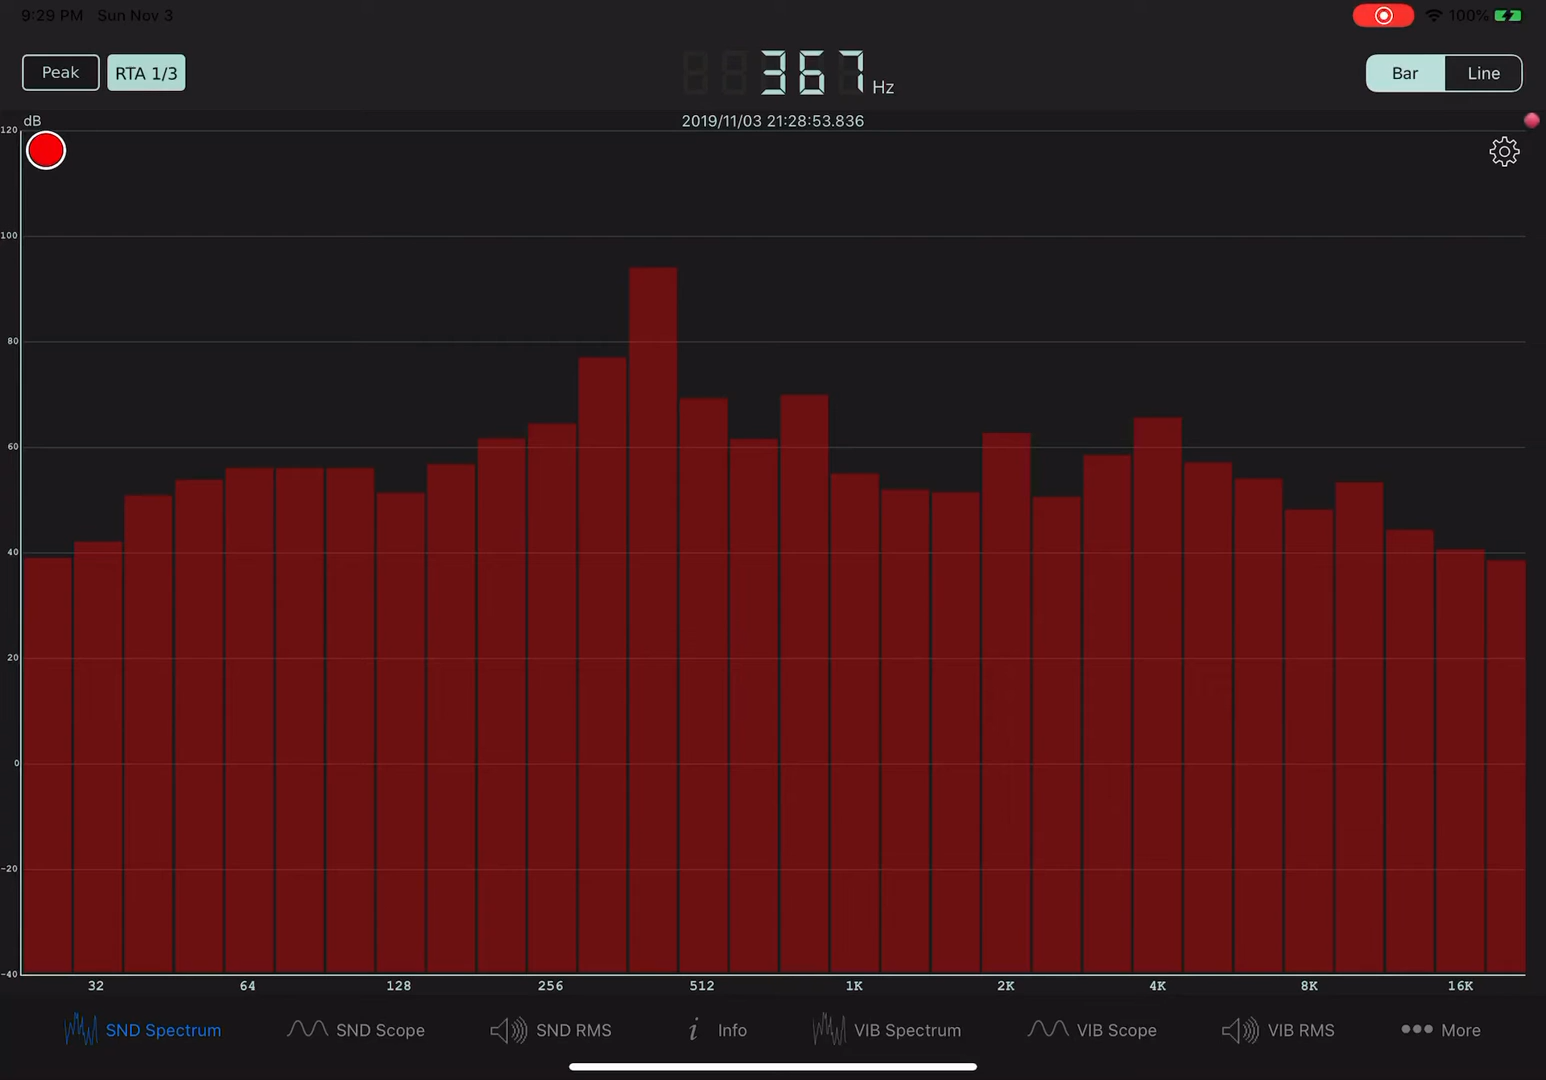 9:29 PM Sun Nov 3
100%
Peak
RTA 1/3
367 Hz
Bar
Line
dB
2019/11/03 21:28:53.836
120
100
80
60
40
20
0
-20
-40
32 64 128 256 512 1K 2K 4K 8K 16K
SND Spectrum
SND Scope
SND RMS
i Info
VIB Spectrum
VIB Scope
VIB RMS
More